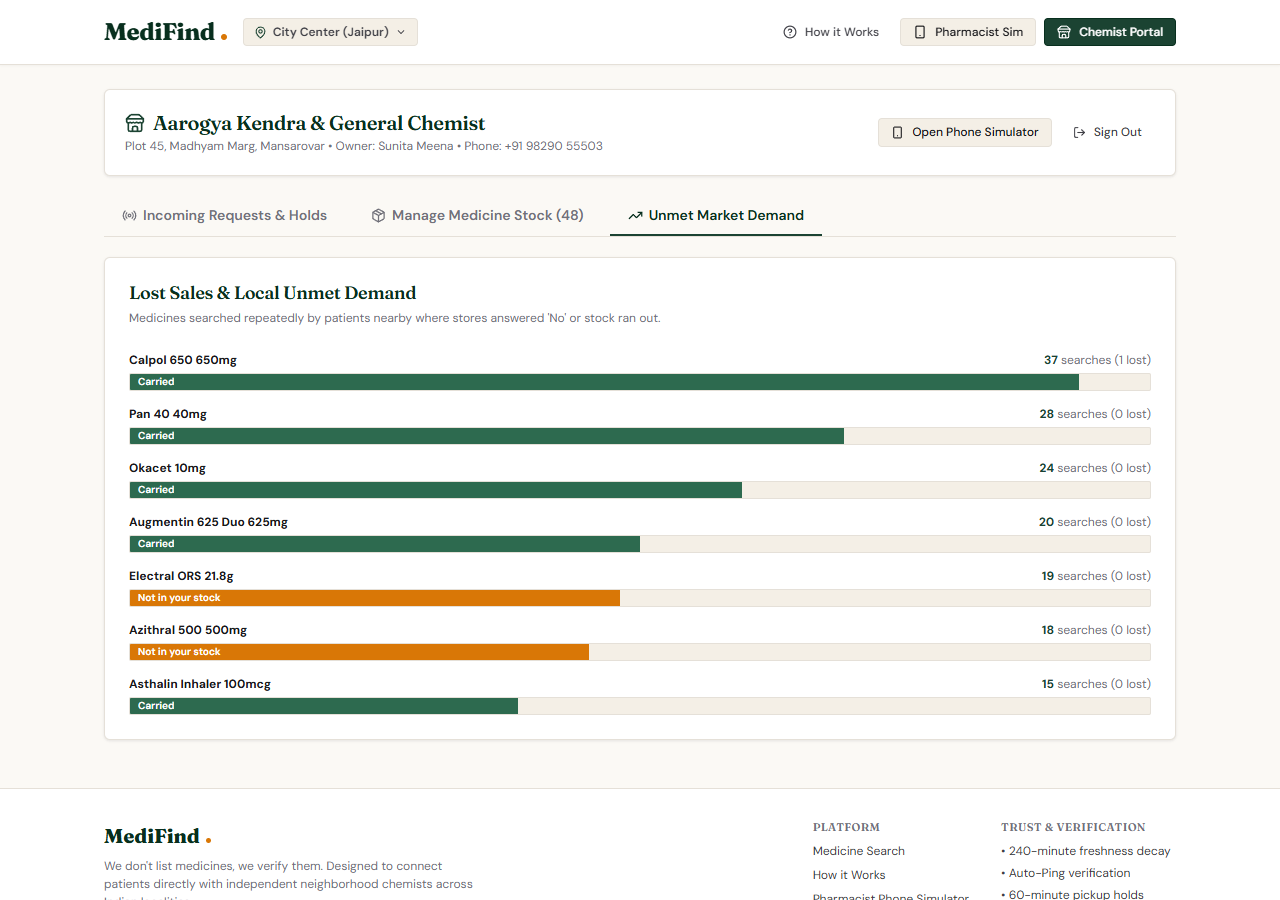 MediFind.
City Center (Jaipur)
How it Works
Pharmacist Sim
Chemist Portal
Aarogya Kendra & General Chemist
Plot 45, Madhyam Marg, Mansarovar • Owner: Sunita Meena • Phone: +91 98290 55503
Open Phone Simulator
Sign Out
Incoming Requests & Holds
Manage Medicine Stock (48)
Unmet Market Demand
Lost Sales & Local Unmet Demand
Medicines searched repeatedly by patients nearby where stores answered 'No' or stock ran out.
Calpol 650 650mg
37 searches (1 lost)
Carried
Pan 40 40mg
28 searches (0 lost)
Carried
Okacet 10mg
24 searches (0 lost)
Carried
Augmentin 625 Duo 625mg
20 searches (0 lost)
Carried
Electral ORS 21.8g
19 searches (0 lost)
Not in your stock
Azithral 500 500mg
18 searches (0 lost)
Not in your stock
Asthalin Inhaler 100mcg
15 searches (0 lost)
Carried
MediFind.
We don't list medicines, we verify them. Designed to connect
patients directly with independent neighborhood chemists across
PLATFORM
Medicine Search
How it Works
Pharmacist Phone Simulator
TRUST & VERIFICATION
• 240-minute freshness decay
• Auto-Ping verification
• 60-minute pickup holds